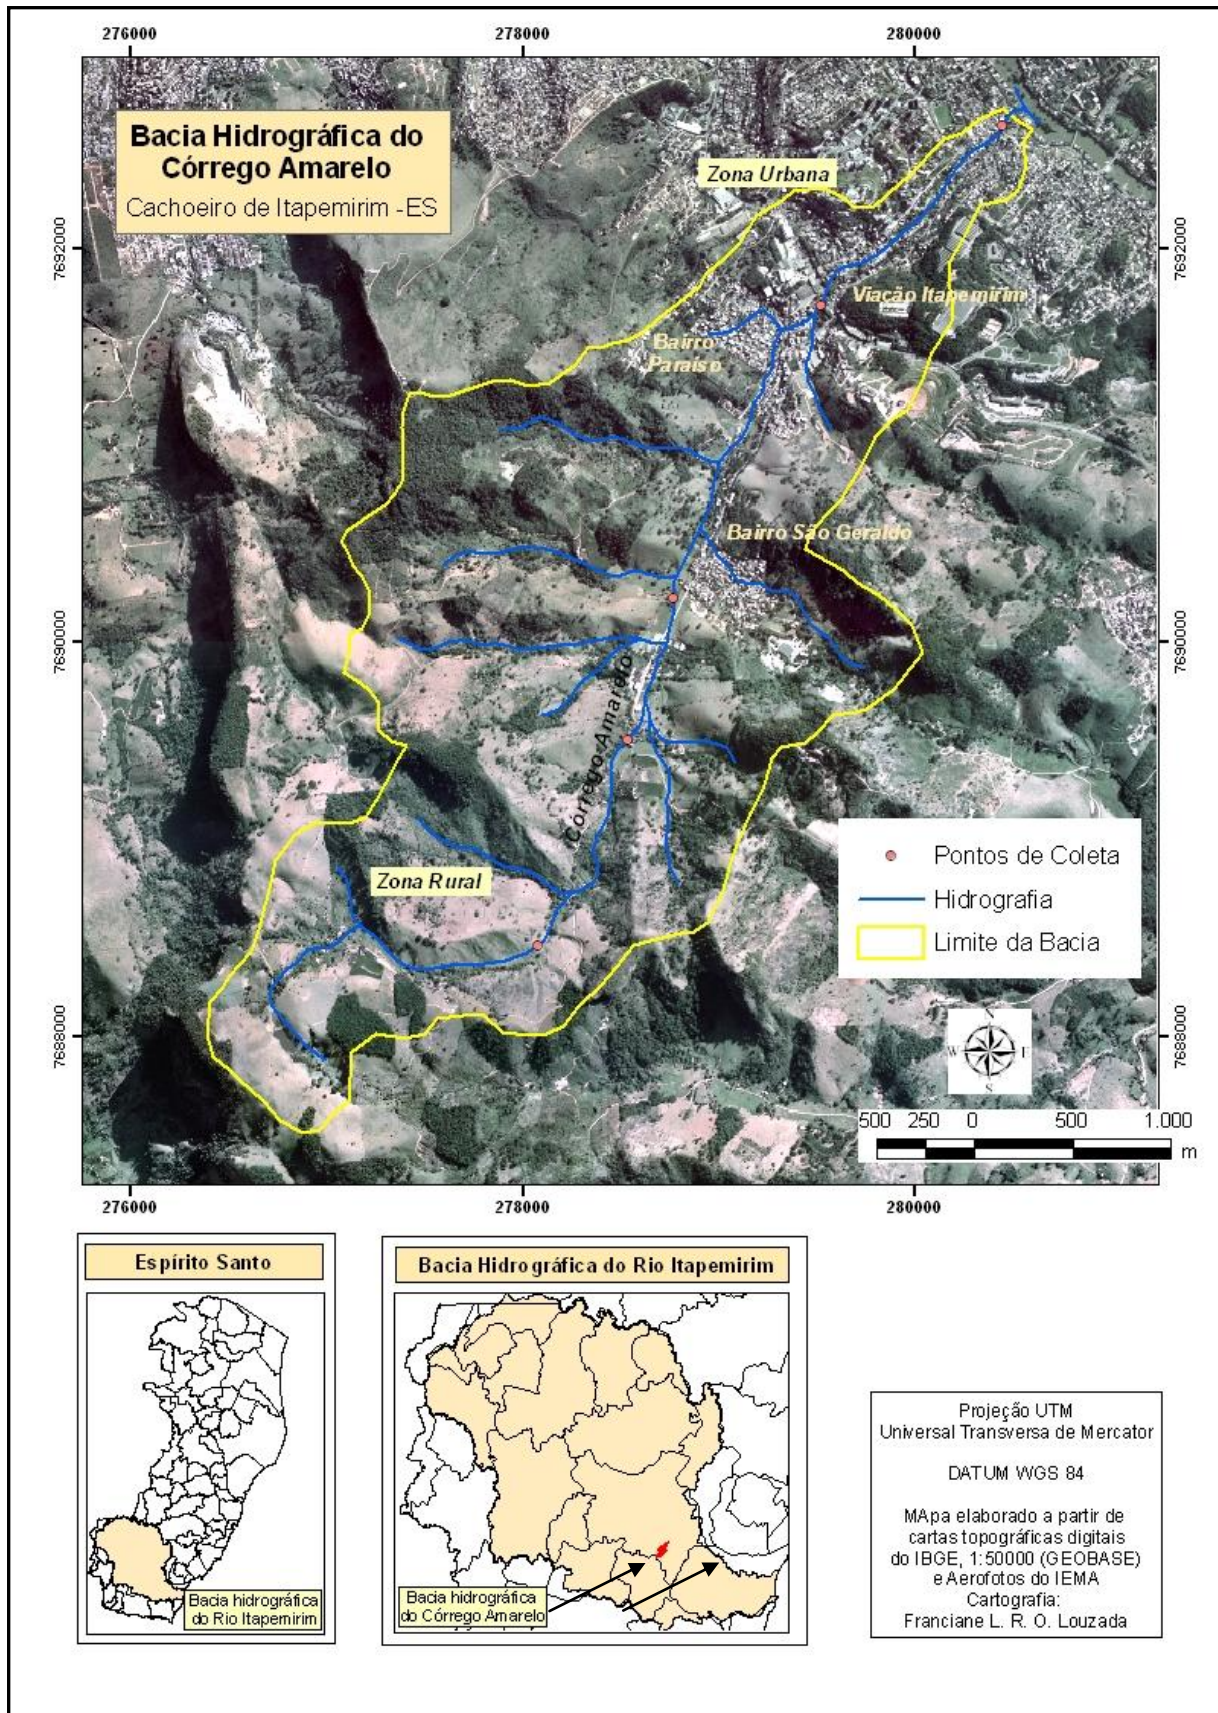 276000
278000
280000
Bacia Hidrográfica do
Córrego Amarelo
Cachoeiro de Itapemirim -ES
Zona Urbana
7692000
7692000
Viação Itapemirim
Bairro
Paraíso
Bairro São Geraldo
7690000
7690000
Córrego Amarelo
Zona Rural
Pontos de Coleta
Hidrografia
Limite da Bacia
7688000
7688000
N
W
E
S
500 250 0 500 1.000
m
276000
278000
280000
Espírito Santo
Bacia hidrográfica
do Rio Itapemirim
Bacia Hidrográfica do Rio Itapemirim
Bacia hidrográfica
do Córrego Amarelo
Projeção UTM
Universal Transversa de Mercator
DATUM WGS 84
MApa elaborado a partir de
cartas topográficas digitais
do IBGE, 1:50000 (GEOBASE)
e Aerofotos do IEMA
Cartografia:
Franciane L. R. O. Louzada